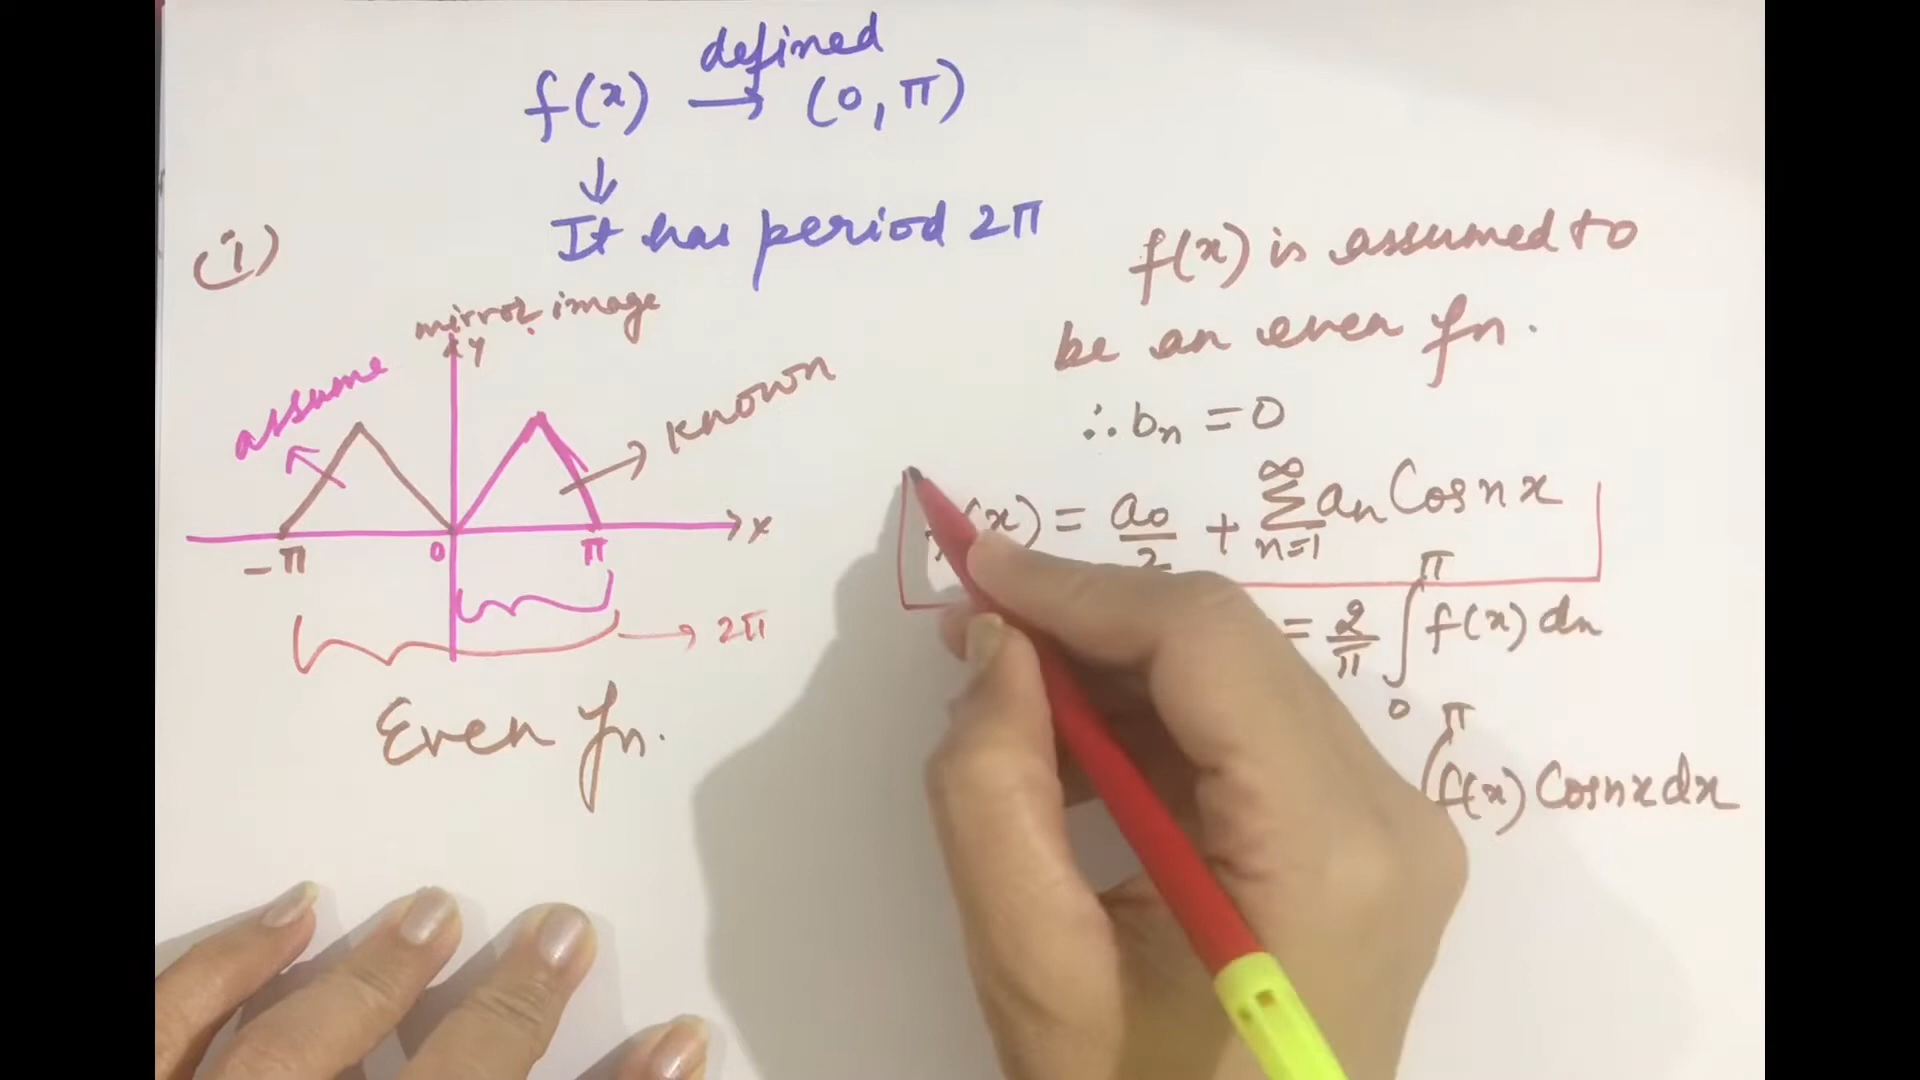 defined
f(x) → (0, π)
↓
It has period 2π
(i)
mirror image
y
assume
known
-π 0 π x
2π
Even fn.
f(x) is assumed to
be an even fn.
∴ bn = 0
(x) = a0/2 + ∞Σn=1 an Cos nx
= 2/π ∫0^π f(x) dx
∫^π f(x) Cosnx dx